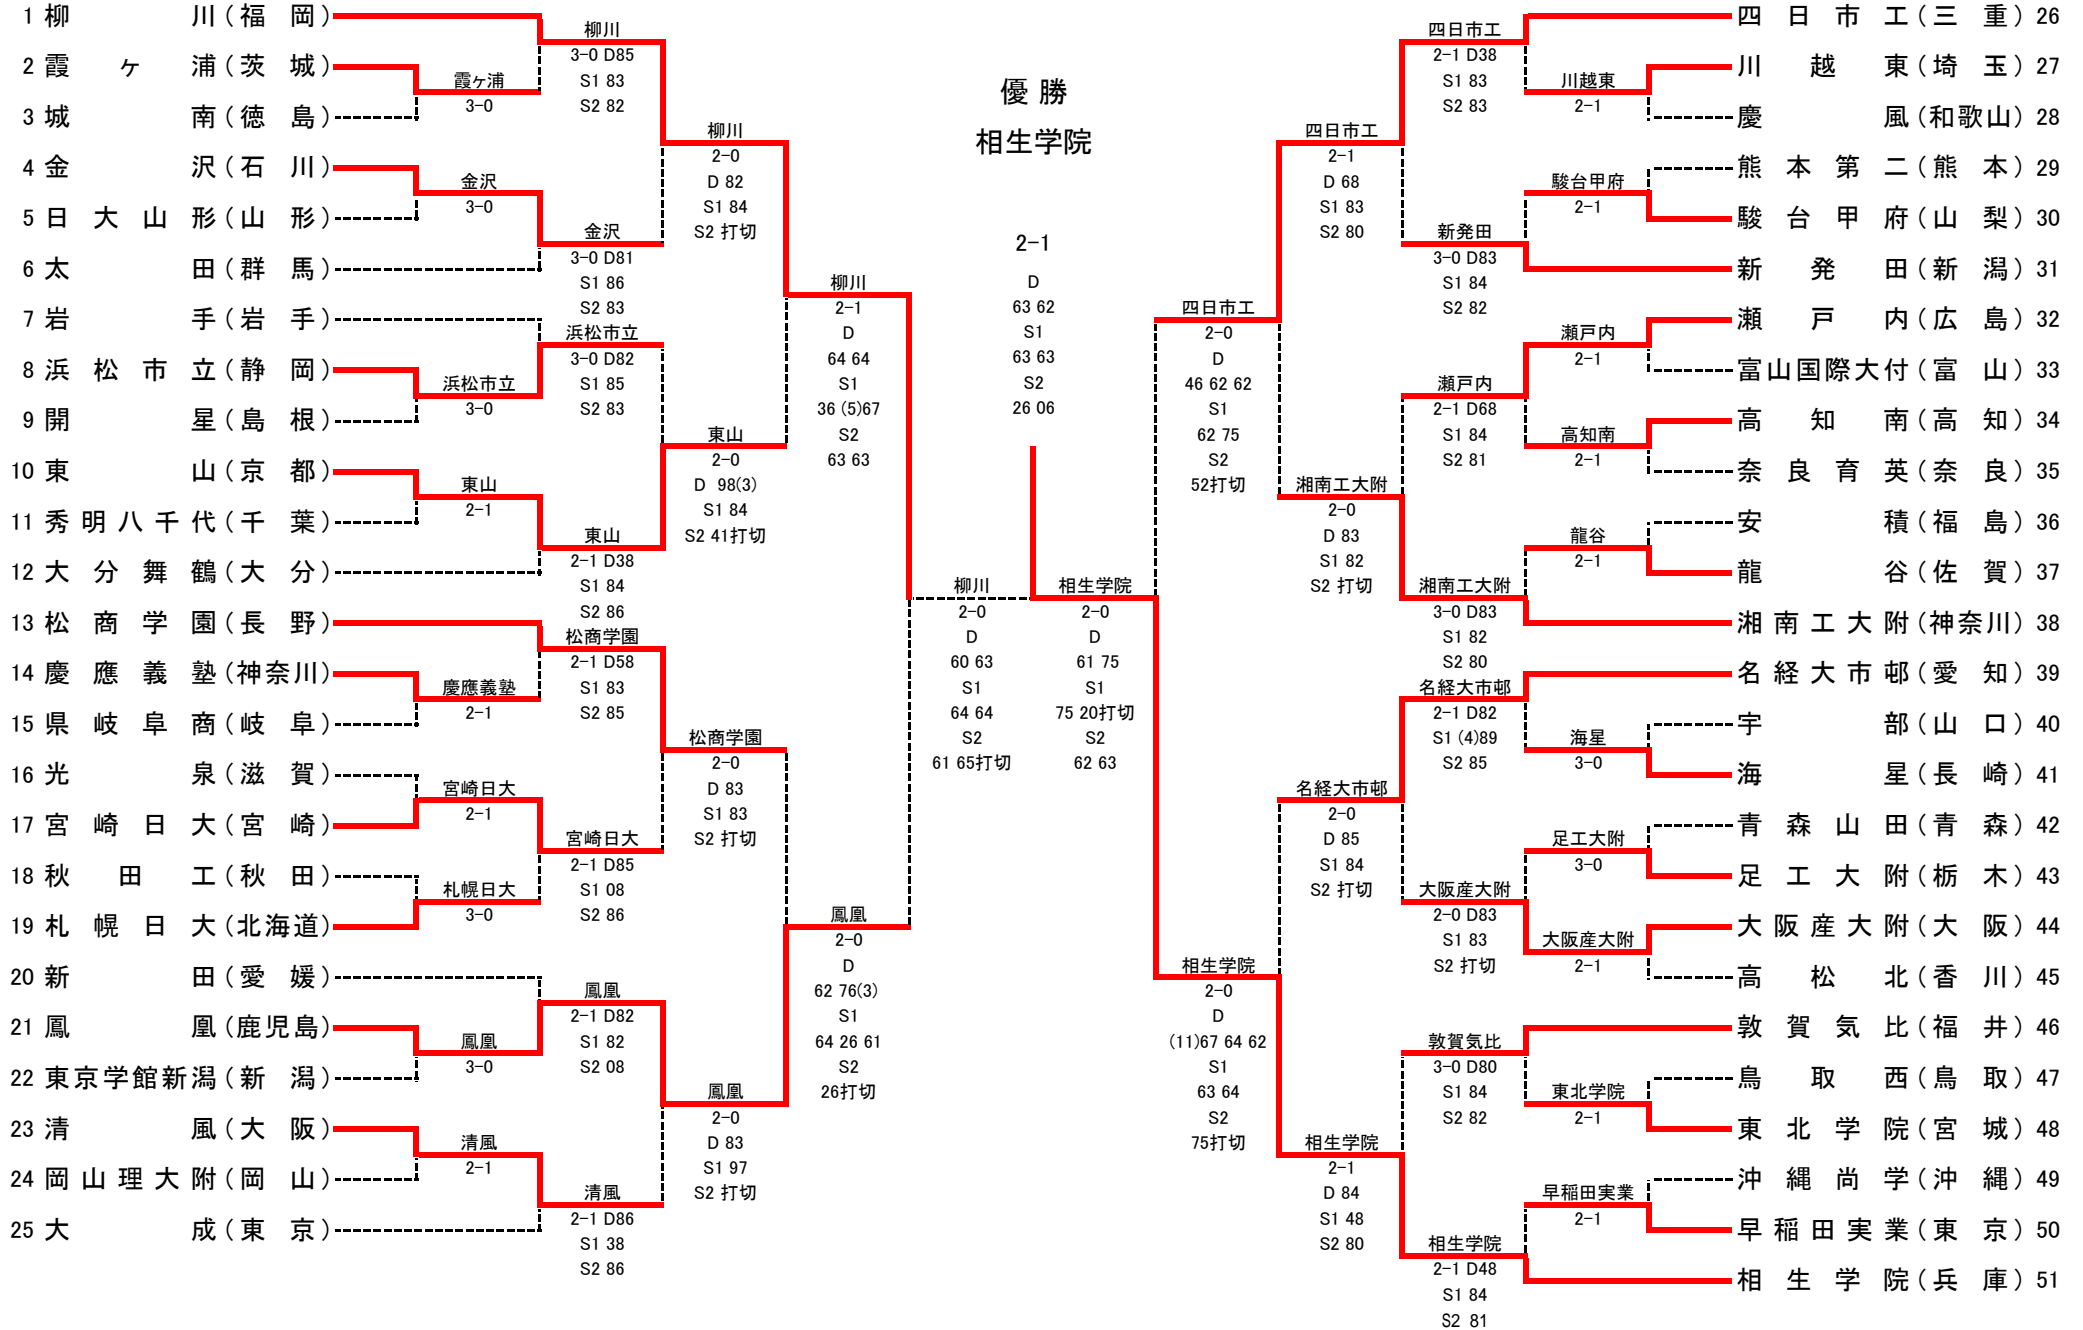 優勝
相生学院
2-1
D
63 62
S1
63 63
S2
26 06
1 柳川(福岡)
2 霞ヶ浦(茨城)
3 城南(徳島)
4 金沢(石川)
5 日大山形(山形)
6 太田(群馬)
7 岩手(岩手)
8 浜松市立(静岡)
9 開星(島根)
10 東山(京都)
11 秀明八千代(千葉)
12 大分舞鶴(大分)
13 松商学園(長野)
14 慶應義塾(神奈川)
15 県岐阜商(岐阜)
16 光泉(滋賀)
17 宮崎日大(宮崎)
18 秋田工(秋田)
19 札幌日大(北海道)
20 新田(愛媛)
21 鳳凰(鹿児島)
22 東京学館新潟(新潟)
23 清風(大阪)
24 岡山理大附(岡山)
25 大成(東京)
霞ヶ浦
3-0
金沢
3-0
浜松市立
3-0
東山
2-1
慶應義塾
2-1
宮崎日大
2-1
札幌日大
3-0
鳳凰
3-0
清風
2-1
柳川
3-0 D85
S1 83
S2 82
金沢
3-0 D81
S1 86
S2 83
浜松市立
3-0 D82
S1 85
S2 83
東山
2-1 D38
S1 84
S2 86
松商学園
2-1 D58
S1 83
S2 85
宮崎日大
2-1 D85
S1 08
S2 86
鳳凰
2-1 D82
S1 82
S2 08
清風
2-1 D86
S1 38
S2 86
柳川
2-0
D 82
S1 84
S2 打切
東山
2-0
D 98(3)
S1 84
S2 41打切
松商学園
2-0
D 83
S1 83
S2 打切
鳳凰
2-0
D 83
S1 97
S2 打切
柳川
2-1
D
64 64
S1
36 (5)67
S2
63 63
鳳凰
2-0
D
62 76(3)
S1
64 26 61
S2
26打切
柳川
2-0
D
60 63
S1
64 64
S2
61 65打切
相生学院
2-0
D
61 75
S1
75 20打切
S2
62 63
四日市工
2-0
D
46 62 62
S1
62 75
S2
52打切
相生学院
2-0
D
(11)67 64 62
S1
63 64
S2
75打切
四日市工
2-1
D 68
S1 83
S2 80
湘南工大附
2-0
D 83
S1 82
S2 打切
名経大市邨
2-0
D 85
S1 84
S2 打切
相生学院
2-1
D 84
S1 48
S2 80
四日市工
2-1 D38
S1 83
S2 83
新発田
3-0 D83
S1 84
S2 82
瀬戸内
2-1 D68
S1 84
S2 81
湘南工大附
3-0 D83
S1 82
S2 80
名経大市邨
2-1 D82
S1 (4)89
S2 85
大阪産大附
2-0 D83
S1 83
S2 打切
敦賀気比
3-0 D80
S1 84
S2 82
相生学院
2-1 D48
S1 84
S2 81
川越東
2-1
駿台甲府
2-1
瀬戸内
2-1
高知南
2-1
龍谷
2-1
海星
3-0
足工大附
3-0
大阪産大附
2-1
東北学院
2-1
早稲田実業
2-1
四日市工(三重) 26
川越東(埼玉) 27
慶風(和歌山) 28
熊本第二(熊本) 29
駿台甲府(山梨) 30
新発田(新潟) 31
瀬戸内(広島) 32
富山国際大付(富山) 33
高知南(高知) 34
奈良育英(奈良) 35
安積(福島) 36
龍谷(佐賀) 37
湘南工大附(神奈川) 38
名経大市邨(愛知) 39
宇部(山口) 40
海星(長崎) 41
青森山田(青森) 42
足工大附(栃木) 43
大阪産大附(大阪) 44
高松北(香川) 45
敦賀気比(福井) 46
鳥取西(鳥取) 47
東北学院(宮城) 48
沖縄尚学(沖縄) 49
早稲田実業(東京) 50
相生学院(兵庫) 51